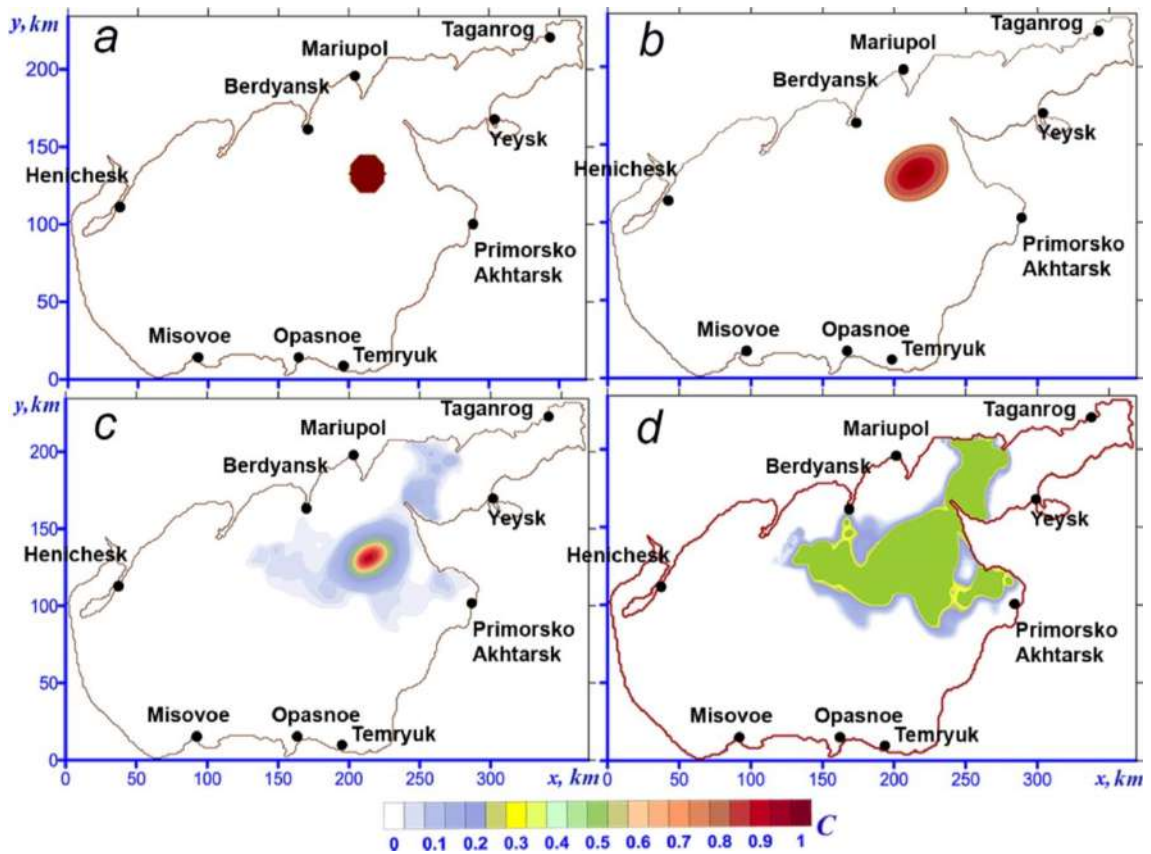 y, km
a
Taganrog
Mariupol
200
Berdyansk
150
Yeysk
Henichesk
100
Primorsko
Akhtarsk
50
Misovoe
Opasnoe
Temryuk
0
b
Taganrog
Mariupol
Berdyansk
Yeysk
Henichesk
Primorsko
Akhtarsk
Misovoe
Opasnoe
Temryuk
y, km
c
Taganrog
Mariupol
200
Berdyansk
150
Yeysk
Henichesk
100
Primorsko
Akhtarsk
50
Misovoe
Opasnoe
Temryuk
0
0 50 100 150 200 250 300 x, km
d
Taganrog
Mariupol
Berdyansk
Yeysk
Henichesk
Primorsko
Akhtarsk
Misovoe
Opasnoe
Temryuk
0 50 100 150 200 250 300 x, km
C
0 0.1 0.2 0.3 0.4 0.5 0.6 0.7 0.8 0.9 1